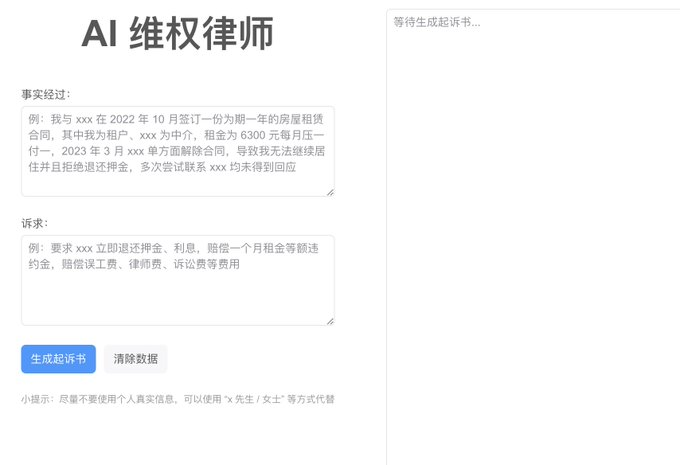 AI 维权律师
事实经过：
例：我与 xxx 在 2022 年 10 月签订一份为期一年的房屋租赁
合同，其中我为租户、xxx 为中介，租金为 6300 元每月压一
付一，2023 年 3 月 xxx 单方面解除合同，导致我无法继续居
住并且拒绝退还押金，多次尝试联系 xxx 均未得到回应
诉求：
例：要求 xxx 立即退还押金、利息，赔偿一个月租金等额违
约金，赔偿误工费、律师费、诉讼费等费用
生成起诉书 清除数据
小提示：尽量不要使用个人真实信息，可以使用 “x 先生 / 女士” 等方式代替
等待生成起诉书...